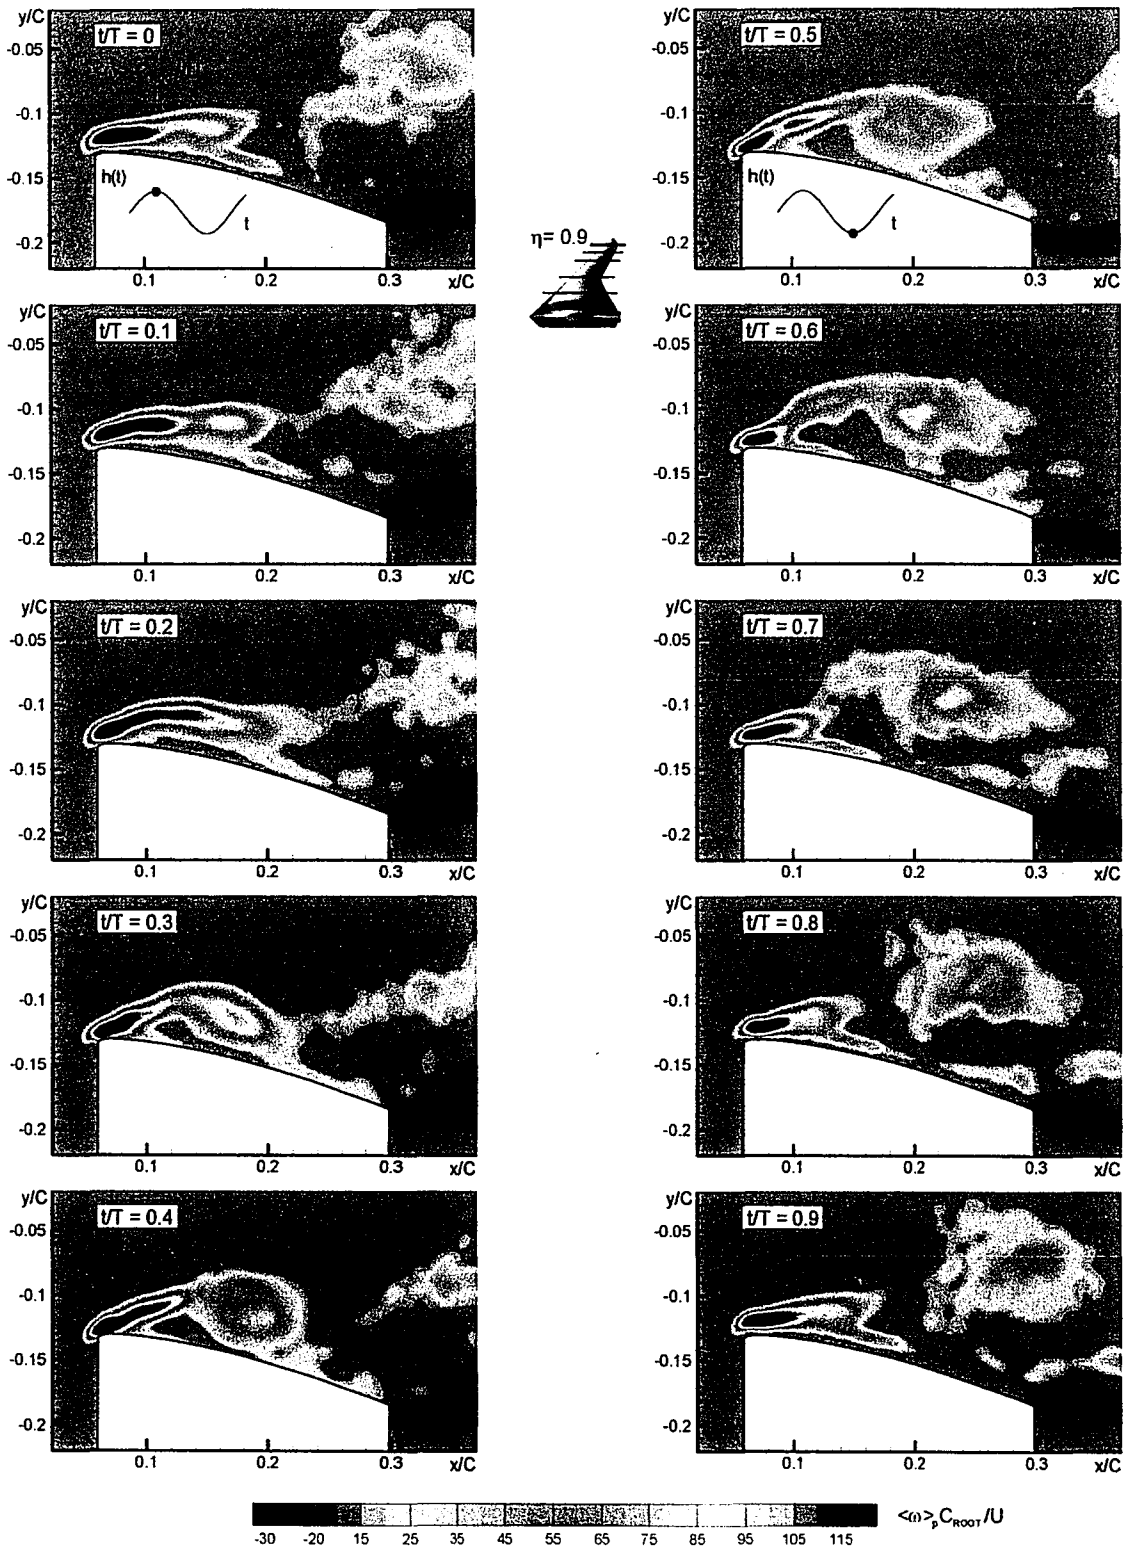 y/C
t/T = 0
-0.05
-0.1
-0.15
-0.2
h(t)
t
0.1
0.2
0.3
x/C
y/C
t/T = 0.5
-0.05
-0.1
-0.15
-0.2
h(t)
t
0.1
0.2
0.3
x/C
η= 0.9
y/C
t/T = 0.1
-0.05
-0.1
-0.15
-0.2
0.1
0.2
0.3
x/C
y/C
t/T = 0.6
-0.05
-0.1
-0.15
-0.2
0.1
0.2
0.3
x/C
y/C
t/T = 0.2
-0.05
-0.1
-0.15
-0.2
0.1
0.2
0.3
x/C
y/C
t/T = 0.7
-0.05
-0.1
-0.15
-0.2
0.1
0.2
0.3
x/C
y/C
t/T = 0.3
-0.05
-0.1
-0.15
-0.2
0.1
0.2
0.3
x/C
y/C
t/T = 0.8
-0.05
-0.1
-0.15
-0.2
0.1
0.2
0.3
x/C
y/C
t/T = 0.4
-0.05
-0.1
-0.15
-0.2
0.1
0.2
0.3
x/C
y/C
t/T = 0.9
-0.05
-0.1
-0.15
-0.2
0.1
0.2
0.3
x/C
-30 -20 15 25 35 45 55 65 75 85 95 105 115
<ω>ₚCROOT/U